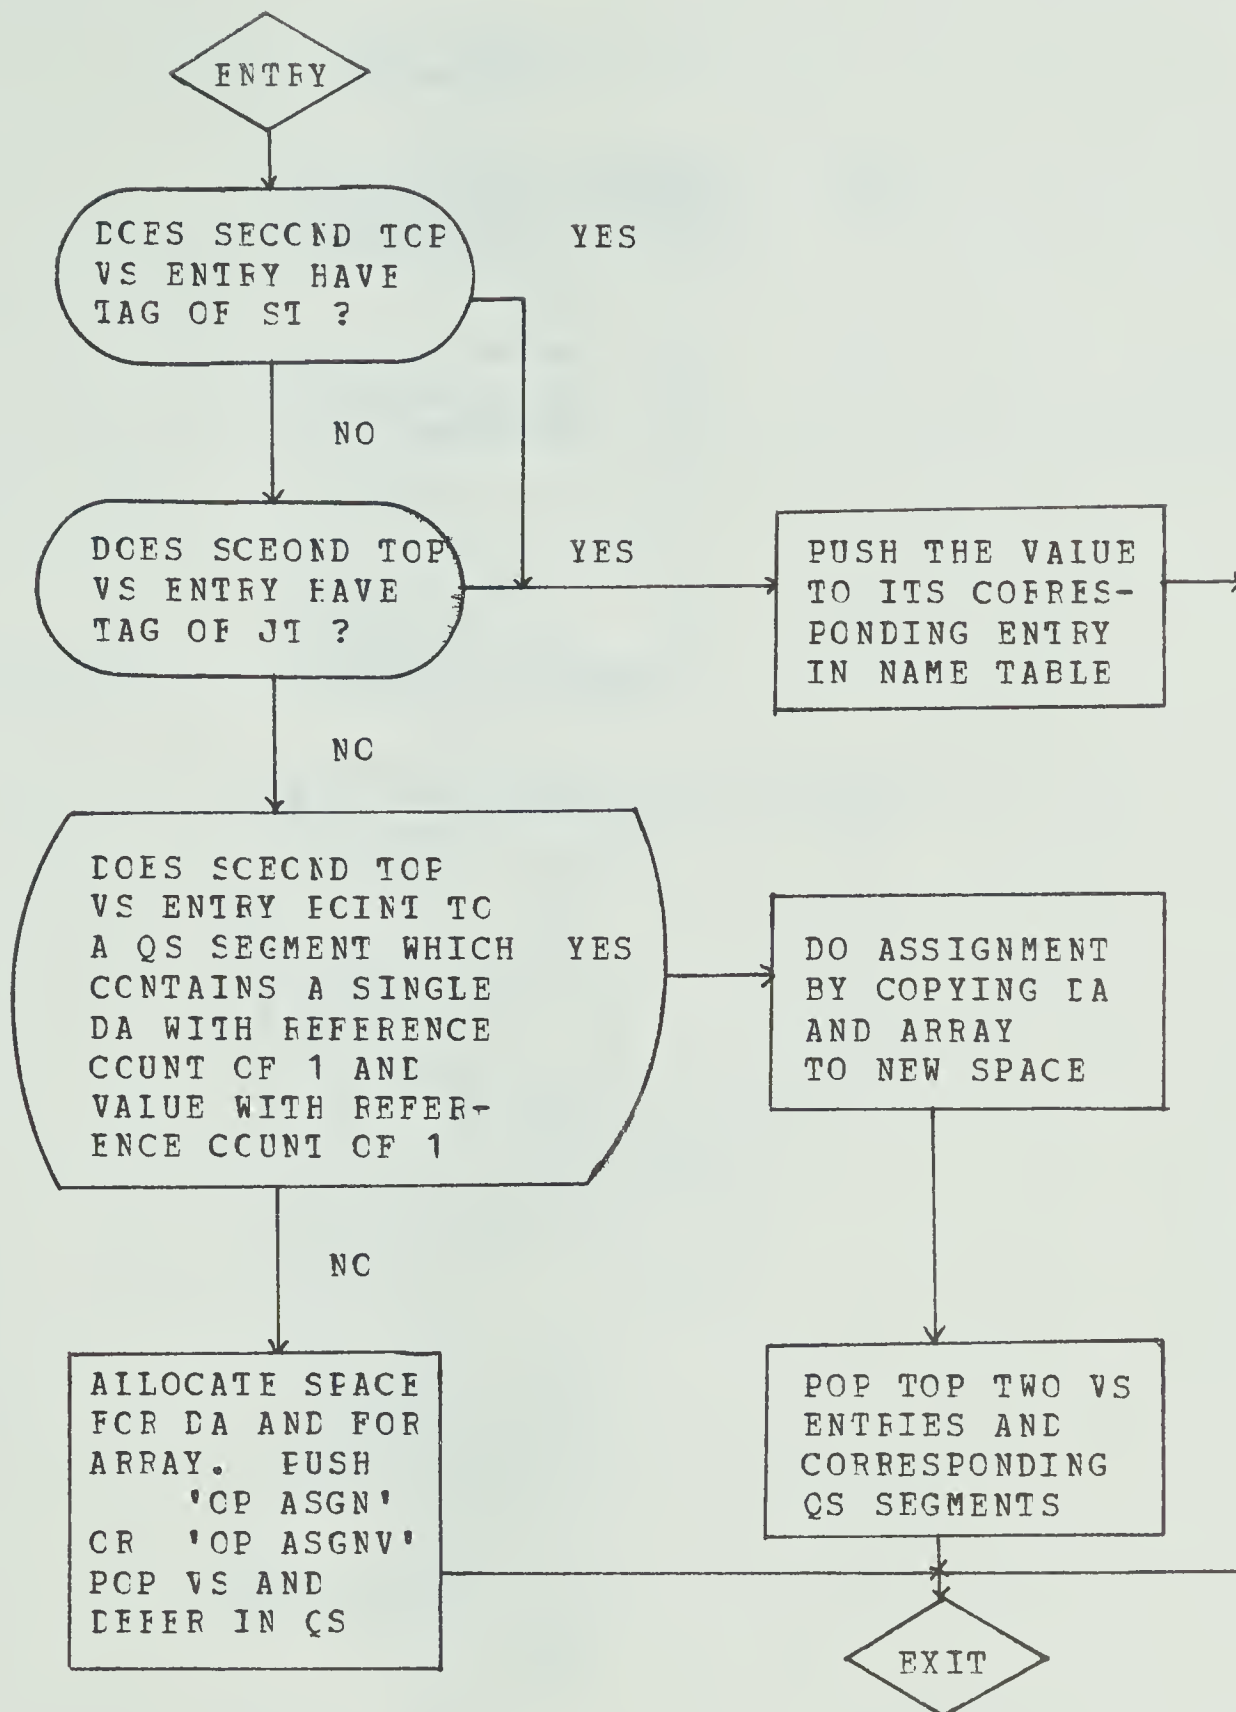 ENTRY
DOES SECOND TOP
VS ENTRY HAVE
TAG OF ST ?
YES
NO
DOES SCEOND TOP
VS ENTRY HAVE
TAG OF JT ?
YES
PUSH THE VALUE
TO ITS CORRES-
PONDING ENTRY
IN NAME TABLE
NO
DOES SCECND TOP
VS ENTRY POINT TO
A QS SEGMENT WHICH
CONTAINS A SINGLE
DA WITH REFERENCE
COUNT OF 1 AND
VALUE WITH REFER-
ENCE COUNT OF 1
YES
DO ASSIGNMENT
BY COPYING DA
AND ARRAY
TO NEW SPACE
NO
ALLOCATE SPACE
FOR DA AND FOR
ARRAY. PUSH
'OP ASGN'
OR 'OP ASGNV'
POP VS AND
DEFER IN QS
POP TOP TWO VS
ENTRIES AND
CORRESPONDING
QS SEGMENTS
EXIT